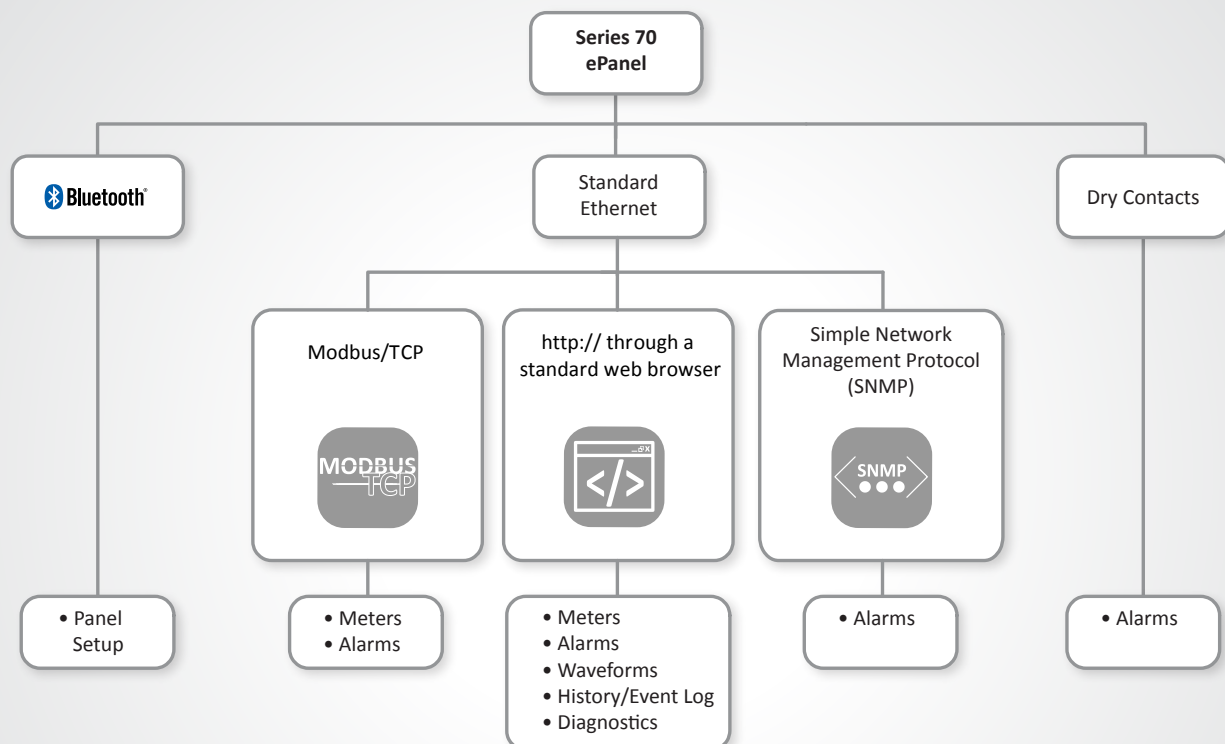 Series 70
ePanel
Bluetooth®
Standard
Ethernet
Dry Contacts
Modbus/TCP
MODBUS
TCP
http:// through a
standard web browser
</>
Simple Network
Management Protocol
(SNMP)
SNMP
• Panel
Setup
• Meters
• Alarms
• Meters
• Alarms
• Waveforms
• History/Event Log
• Diagnostics
• Alarms
• Alarms